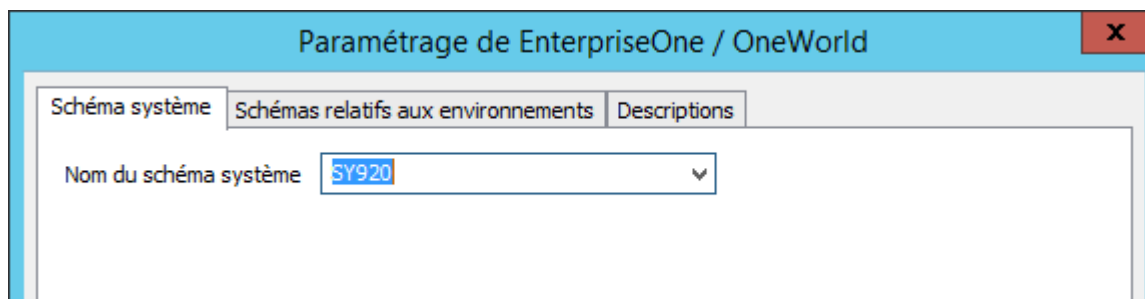 Paramétrage de EnterpriseOne / OneWorld
x
Schéma système Schémas relatifs aux environnements Descriptions
Nom du schéma système SY920